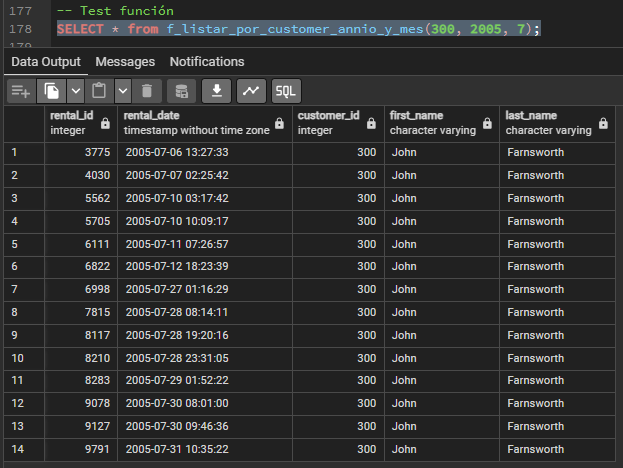 177 -- Test función
178 SELECT * from f_listar_por_customer_annio_y_mes(300, 2005, 7);
179
Data Output Messages Notifications
SQL
rental_id integer rental_date timestamp without time zone customer_id integer first_name character varying last_name character varying
1 3775 2005-07-06 13:27:33 300 John Farnsworth
2 4030 2005-07-07 02:25:42 300 John Farnsworth
3 5562 2005-07-10 03:17:42 300 John Farnsworth
4 5705 2005-07-10 10:09:17 300 John Farnsworth
5 6111 2005-07-11 07:26:57 300 John Farnsworth
6 6822 2005-07-12 18:23:39 300 John Farnsworth
7 6998 2005-07-27 01:16:29 300 John Farnsworth
8 7815 2005-07-28 08:14:11 300 John Farnsworth
9 8117 2005-07-28 19:20:16 300 John Farnsworth
10 8210 2005-07-28 23:31:05 300 John Farnsworth
11 8283 2005-07-29 01:52:22 300 John Farnsworth
12 9078 2005-07-30 08:01:00 300 John Farnsworth
13 9127 2005-07-30 09:46:36 300 John Farnsworth
14 9791 2005-07-31 10:35:22 300 John Farnsworth